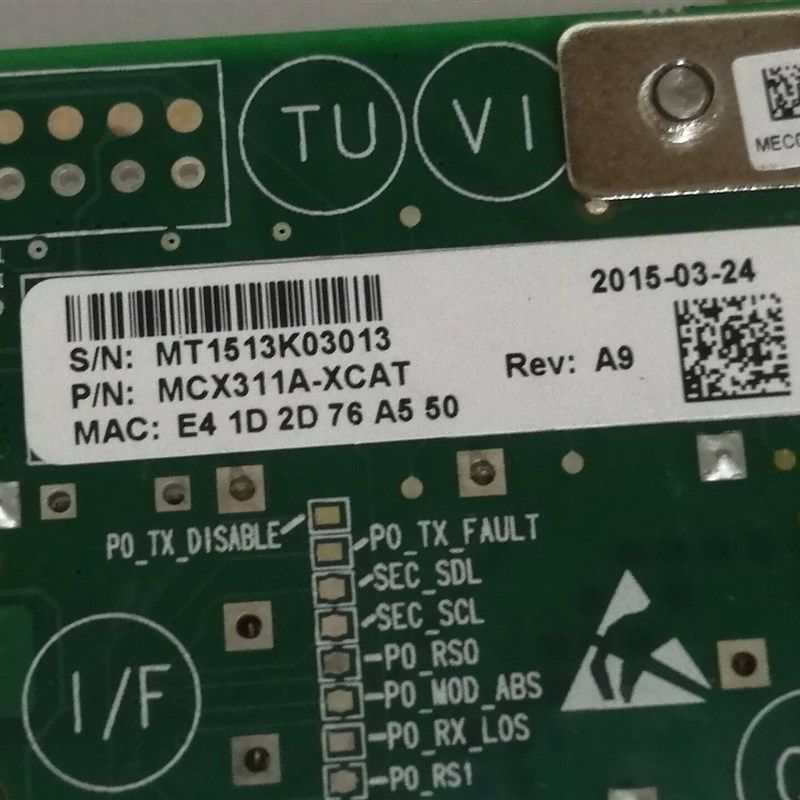 TU
VI
MEC
2015-03-24
S/N: MT1513K03013
P/N: MCX311A-XCAT
Rev: A9
MAC: E4 1D 2D 76 A5 50
P0_TX_DISABLE
P0_TX_FAULT
SEC_SDL
SEC_SCL
P0_RS0
P0_MOD_ABS
P0_RX_LOS
P0_RS1
I/F